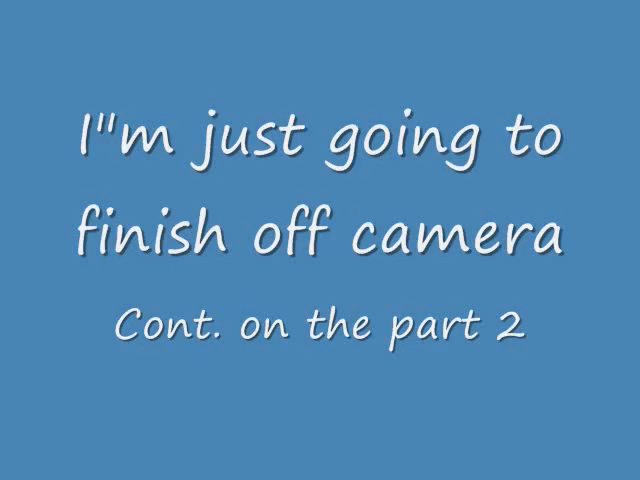 I"m just going to
finish off camera
Cont. on the part 2